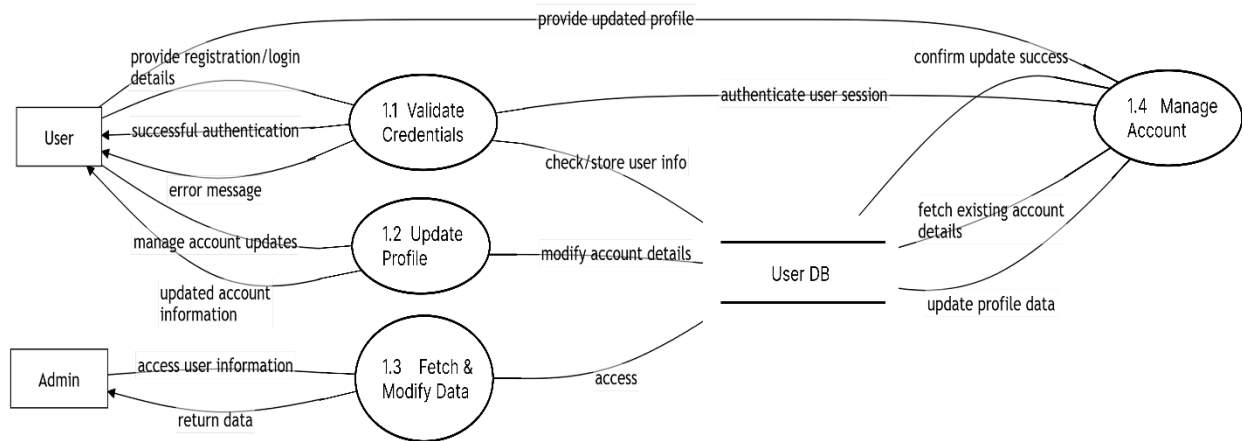 provide updated profile
provide registration/login
details
confirm update success
User
successful authentication
1.1 Validate
Credentials
authenticate user session
1.4 Manage
Account
error message
check/store user info
manage account updates
1.2 Update
Profile
modify account details
fetch existing account
details
User DB
updated account
information
update profile data
Admin
access user information
1.3 Fetch &
Modify Data
access
return data